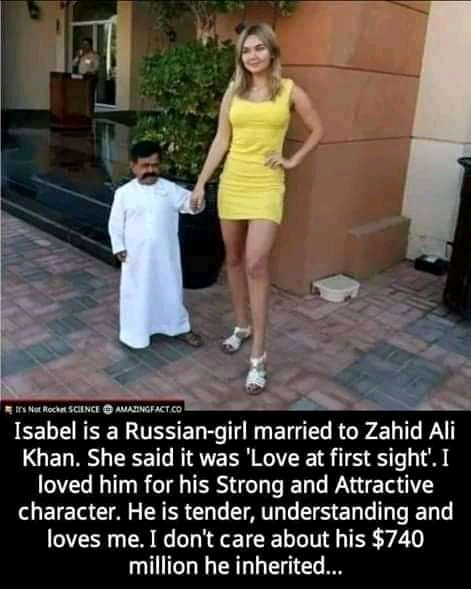 It's Not Rocket SCIENCE AMAZINGFACT.CO
Isabel is a Russian-girl married to Zahid Ali
Khan. She said it was 'Love at first sight'. I
loved him for his Strong and Attractive
character. He is tender, understanding and
loves me. I don't care about his $740
million he inherited...